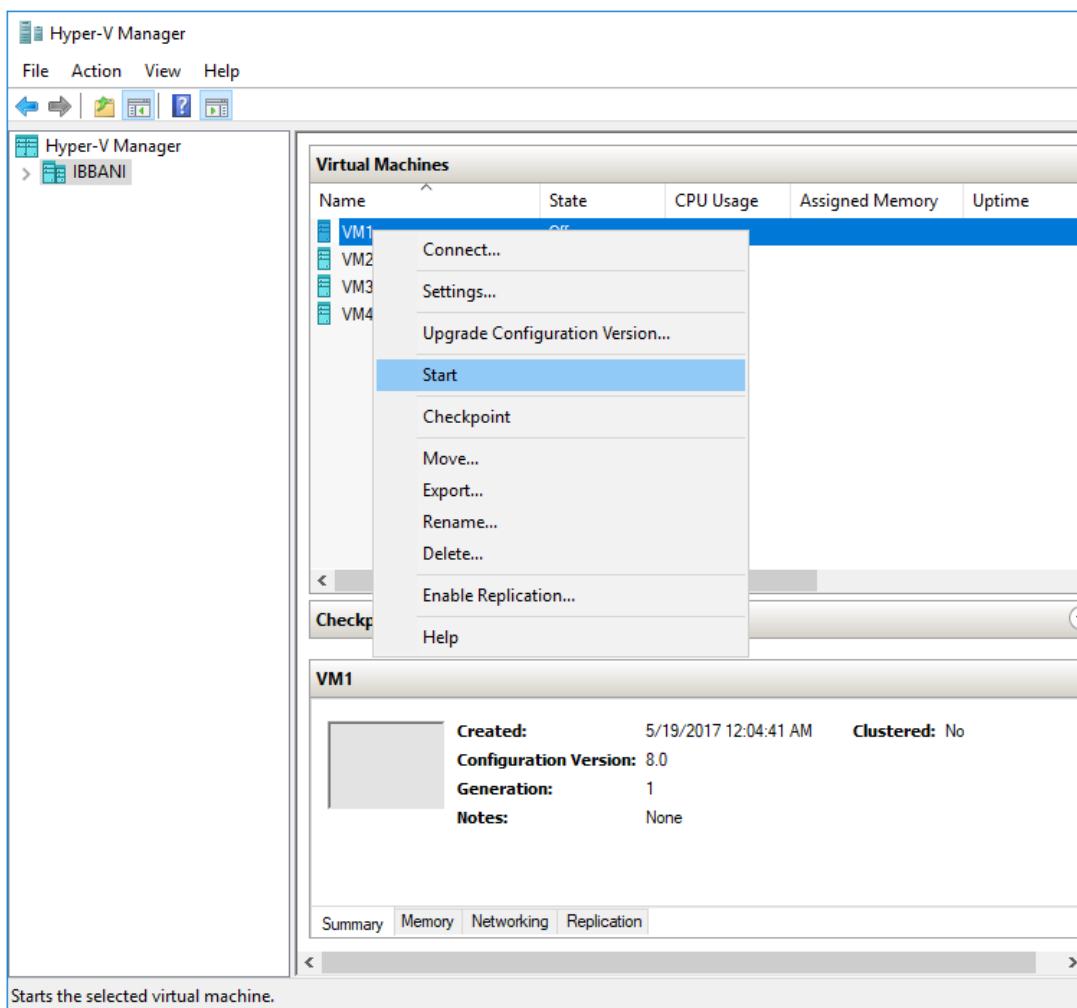 Hyper-V Manager
File Action View Help
Hyper-V Manager
IBBANI
Virtual Machines
Name State CPU Usage Assigned Memory Uptime
VM1 Off
VM2
VM3
VM4
Connect...
Settings...
Upgrade Configuration Version...
Start
Checkpoint
Move...
Export...
Rename...
Delete...
Enable Replication...
Help
VM1
Created: 5/19/2017 12:04:41 AM Clustered: No
Configuration Version: 8.0
Generation: 1
Notes: None
Summary Memory Networking Replication
Starts the selected virtual machine.